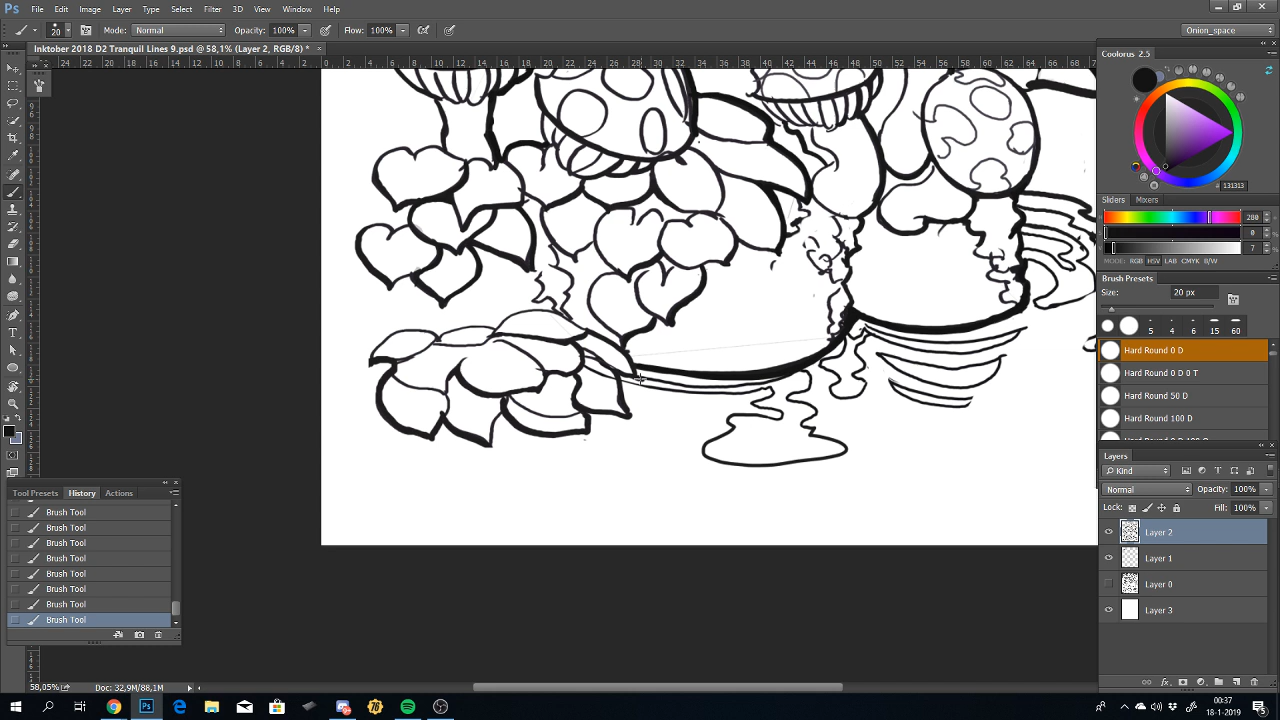 Ps File Edit Image Layer Type Select Filter 3D View Window Help
20 Mode: Normal Opacity: 100% Flow: 100% Onion_space
Inktober 2018 D2 Tranquil Lines 9.psd @ 58,1% (Layer 2, RGB/8) * ×
Coolorus 2.5
# 131313
Sliders Mixers
280
0
7
MODE: RGB HSV LAB CMYK B/W
Brush Presets
Size: 20 px
5 4 6 15 60
Hard Round 0 D
Hard Round 0 D 0 T
Hard Round 50 D
Hard Round 100 D
Layers
Kind
Normal Opacity: 100%
Lock: Fill: 100%
Layer 2
Layer 1
Layer 0
Layer 3
Tool Presets History Actions
Brush Tool
Brush Tool
Brush Tool
Brush Tool
Brush Tool
Brush Tool
Brush Tool
Brush Tool
58,05% Doc: 32,9M/88,1M
00:37
18-1-2019